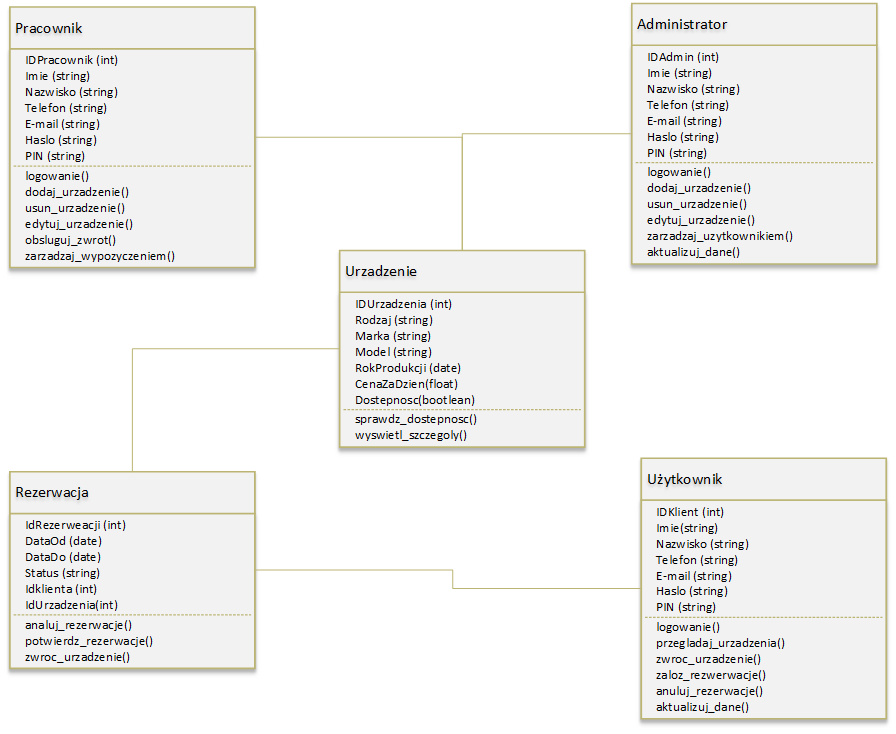 Pracownik
IDPracownik (int)
Imie (string)
Nazwisko (string)
Telefon (string)
E-mail (string)
Haslo (string)
PIN (string)
logowanie()
dodaj_urzadzenie()
usun_urzadzenie()
edytuj_urzadzenie()
obsluguj_zwrot()
zarzadzaj_wypozyczeniem()
Administrator
IDAdmin (int)
Imie (string)
Nazwisko (string)
Telefon (string)
E-mail (string)
Haslo (string)
PIN (string)
logowanie()
dodaj_urzadzenie()
usun_urzadzenie()
edytuj_urzadzenie()
zarzadzaj_uzytkownikiem()
aktualizuj_dane()
Urzadzenie
IDUrzadzenia (int)
Rodzaj (string)
Marka (string)
Model (string)
RokProdukcji (date)
CenaZaDzien(float)
Dostepnosc(bootlean)
sprawdz_dostepnosc()
wyswietl_szczegoly()
Rezerwacja
IdRezerweacji (int)
DataOd (date)
DataDo (date)
Status (string)
Idklienta (int)
IdUrzadzenia(int)
analuj_rezerwacje()
potwierdz_rezerwacje()
zwroc_urzadzenie()
Użytkownik
IDKlient (int)
Imie(string)
Nazwisko (string)
Telefon (string)
E-mail (string)
Haslo (string)
PIN (string)
logowanie()
przegladaj_urzadzenia()
zwroc_urzadzenie()
zaloz_rezwerwacje()
anuluj_rezerwacje()
aktualizuj_dane()